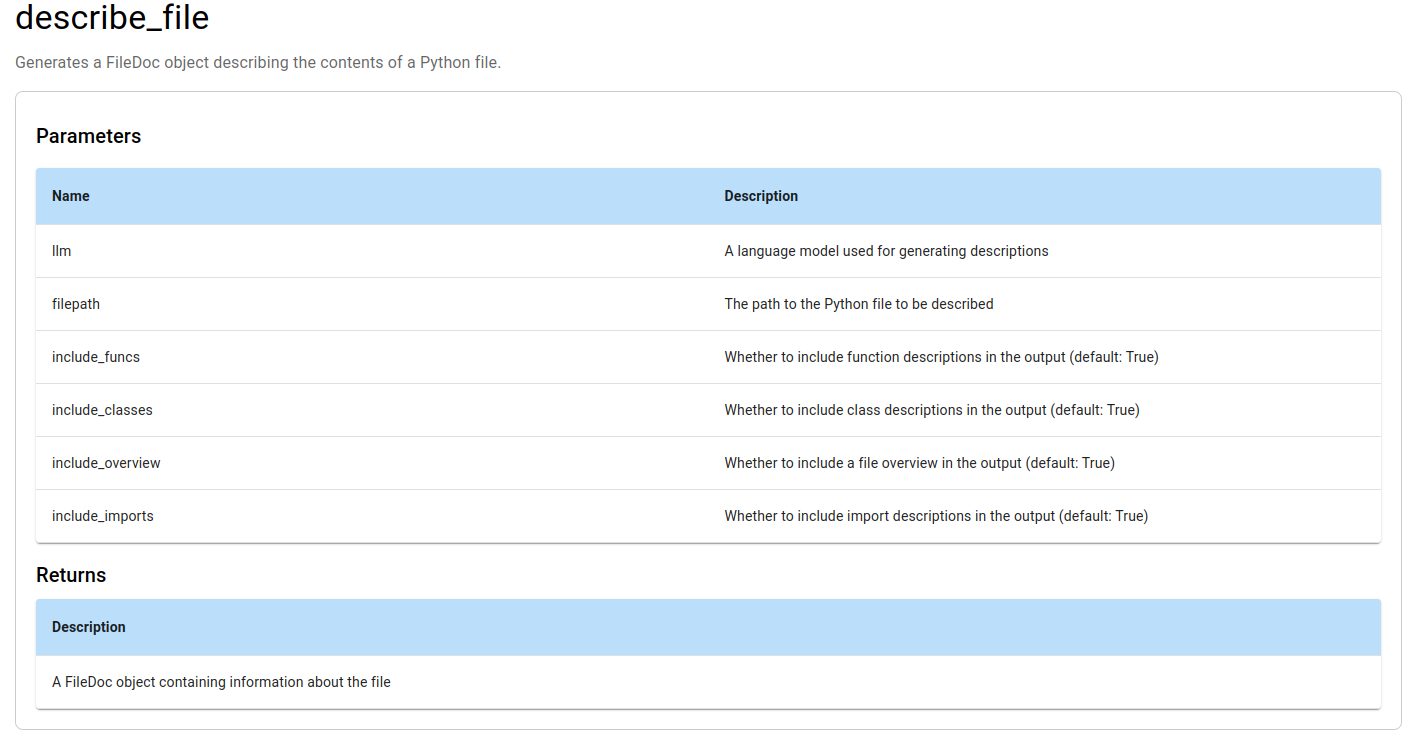 describe_file
Generates a FileDoc object describing the contents of a Python file.
Parameters
Name Description
llm A language model used for generating descriptions
filepath The path to the Python file to be described
include_funcs Whether to include function descriptions in the output (default: True)
include_classes Whether to include class descriptions in the output (default: True)
include_overview Whether to include a file overview in the output (default: True)
include_imports Whether to include import descriptions in the output (default: True)
Returns
Description
A FileDoc object containing information about the file